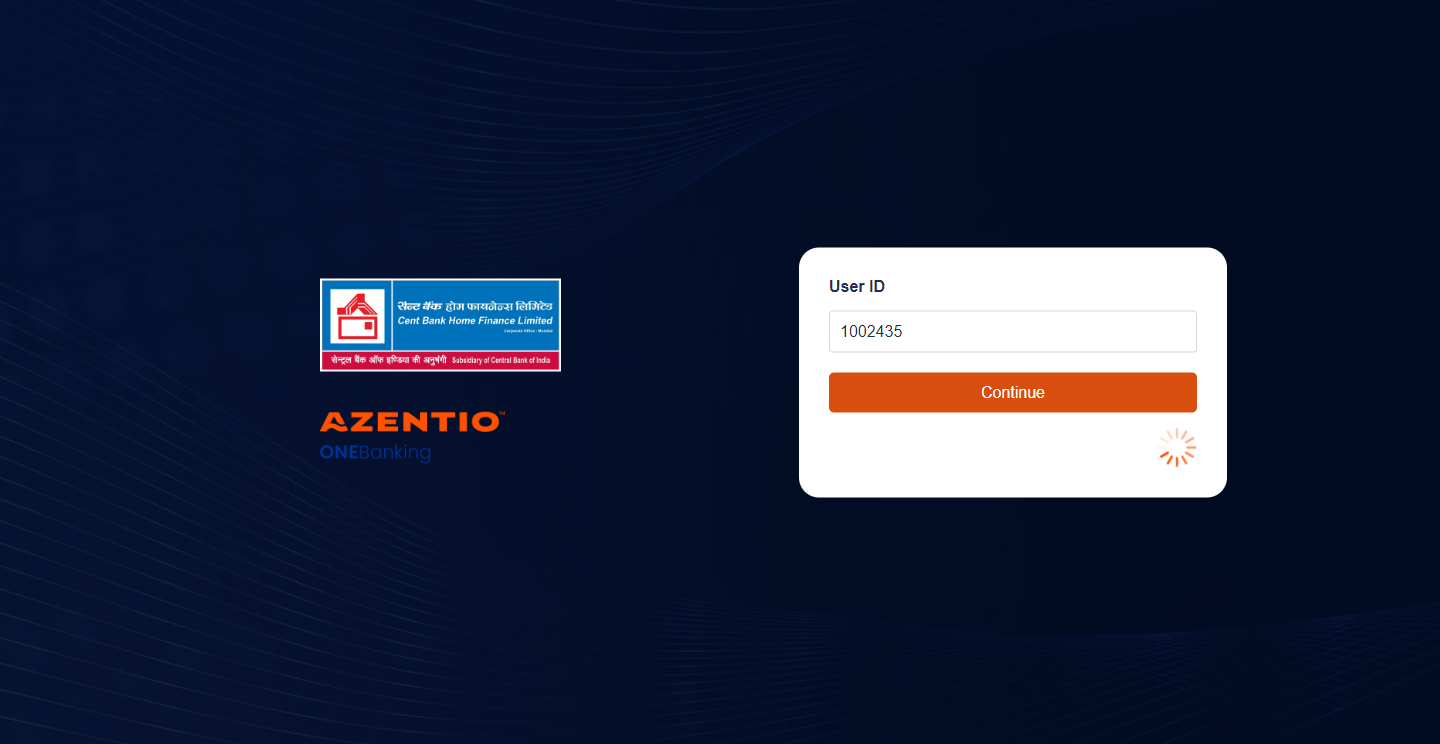 सेन्ट बैंक होम फायनेन्स लिमिटेड
Cent Bank Home Finance Limited
Corporate Office : Mumbai
सेन्ट्रल बैंक ऑफ इण्डिया की अनुषंगी Subsidiary of Central Bank of India
AZENTIO™
ONEBanking
User ID
1002435
Continue